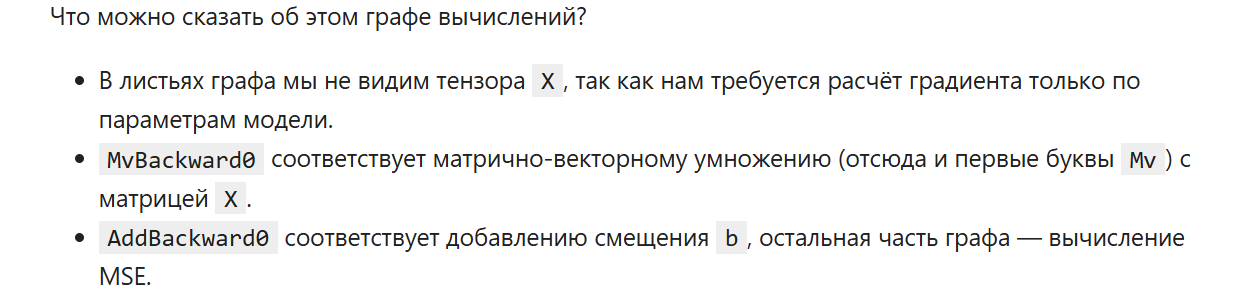 Что можно сказать об этом графе вычислений?
• В листьях графа мы не видим тензора X, так как нам требуется расчёт градиента только по
параметрам модели.
• MvBackward0 соответствует матрично-векторному умножению (отсюда и первые буквы Mv) с
матрицей X.
• AddBackward0 соответствует добавлению смещения b, остальная часть графа — вычисление
MSE.